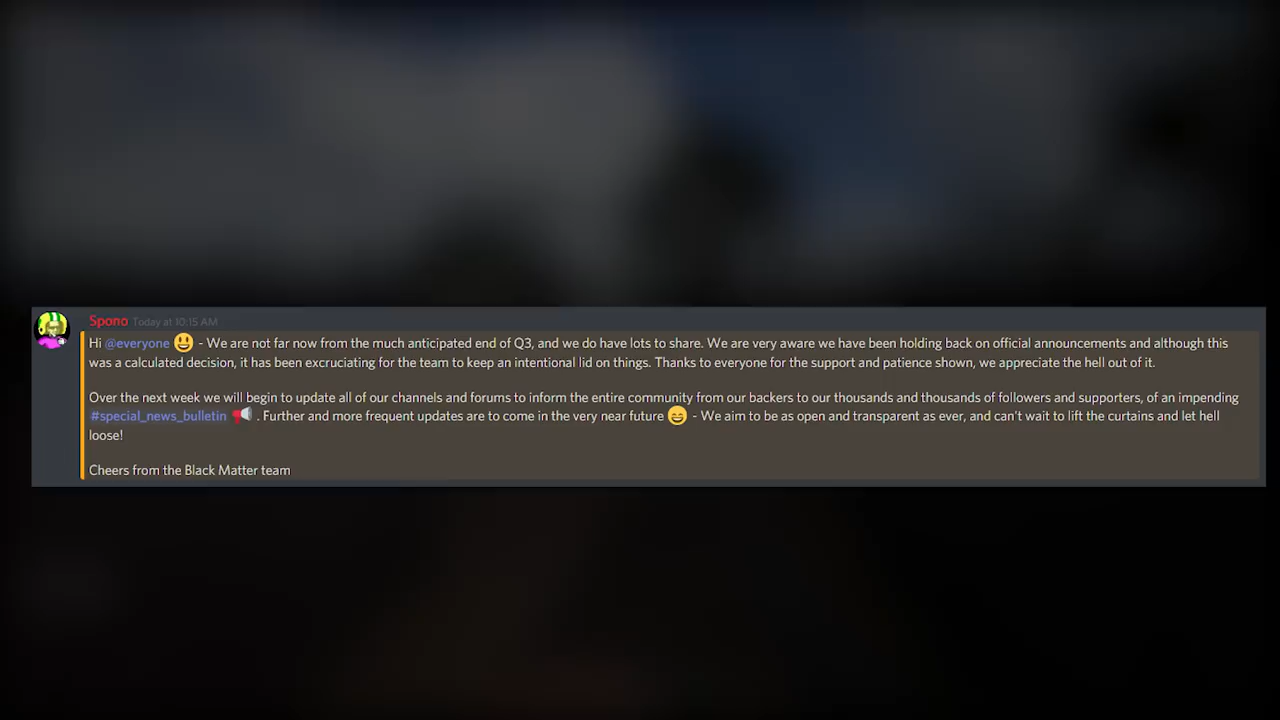 Spono Today at 10:15 AM
Hi @everyone 😃 - We are not far now from the much anticipated end of Q3, and we do have lots to share. We are very aware we have been holding back on official announcements and although this
was a calculated decision, it has been excruciating for the team to keep an intentional lid on things. Thanks to everyone for the support and patience shown, we appreciate the hell out of it.
Over the next week we will begin to update all of our channels and forums to inform the entire community from our backers to our thousands and thousands of followers and supporters, of an impending
#special_news_bulletin 📢 . Further and more frequent updates are to come in the very near future 😄 - We aim to be as open and transparent as ever, and can't wait to lift the curtains and let hell
loose!
Cheers from the Black Matter team